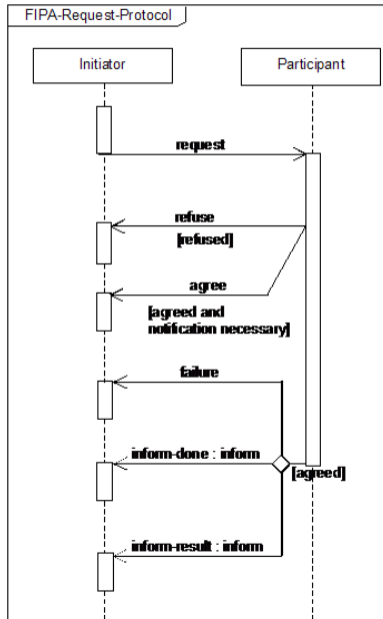 FIPA-Request-Protocol
Initiator
Participant
request
refuse
[refused]
agree
[agreed and
notification necessary]
failure
inform-done : inform
[agreed]
inform-result : inform